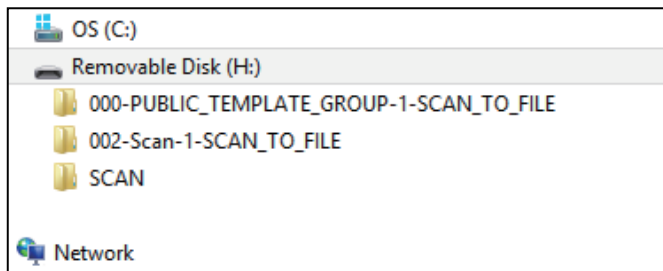 OS (C:)
Removable Disk (H:)
000-PUBLIC_TEMPLATE_GROUP-1-SCAN_TO_FILE
002-Scan-1-SCAN_TO_FILE
SCAN
Network